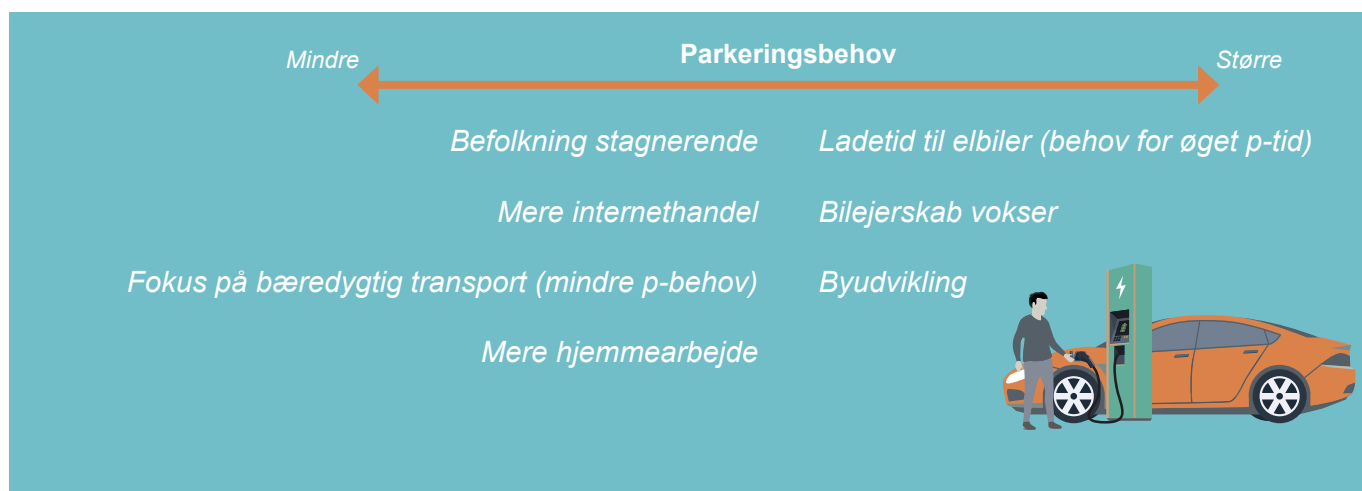 Parkeringsbehov
Mindre
Større
Befolkning stagnerende
Ladetid til elbiler (behov for øget p-tid)
Mere internethandel
Bilejerskab vokser
Fokus på bæredygtig transport (mindre p-behov)
Byudvikling
Mere hjemmearbejde